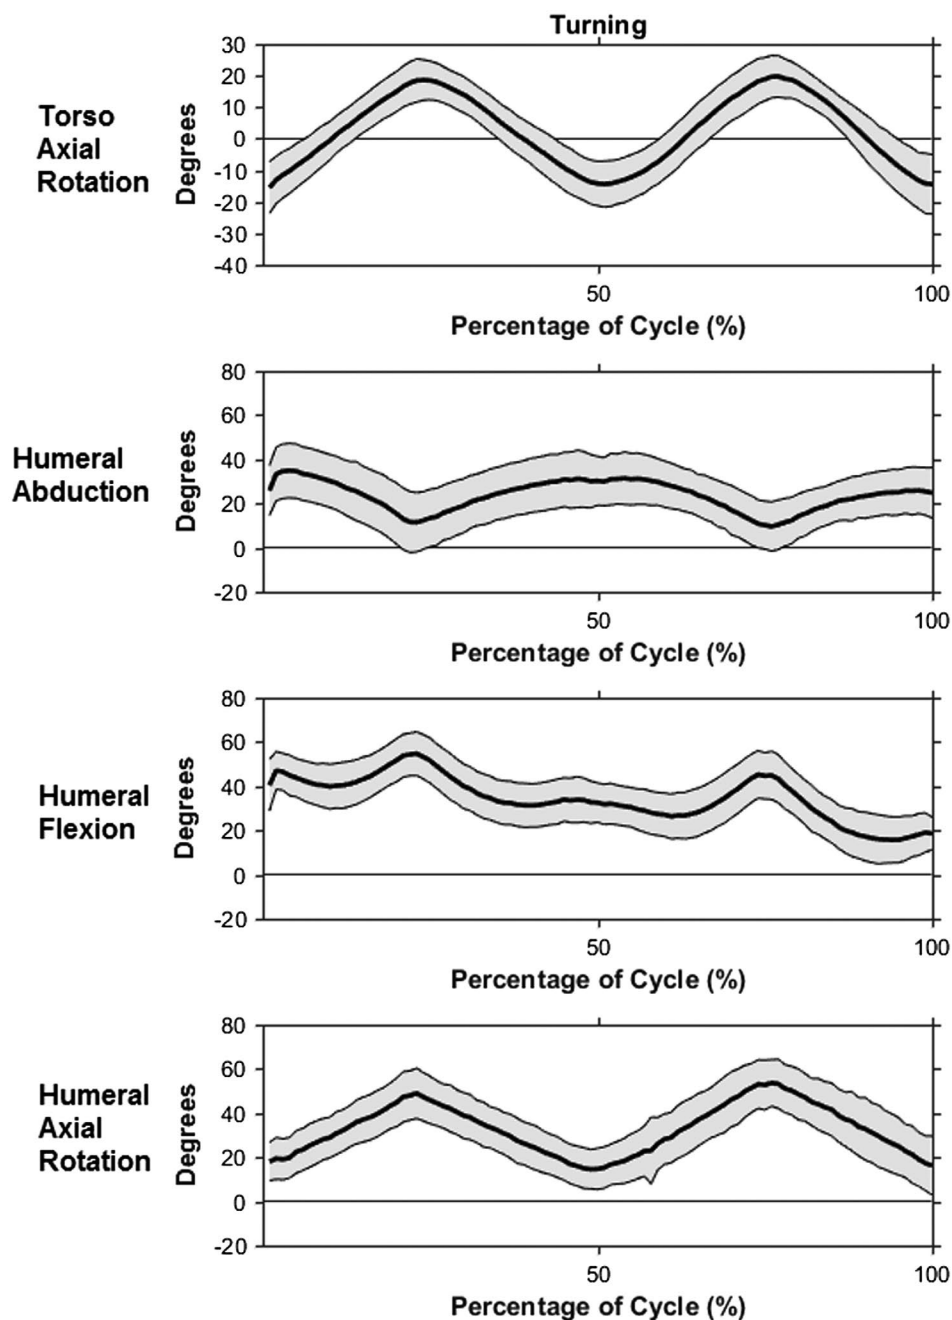 Turning
Torso
Axial
Rotation
Degrees
30
20
10
0
-10
-20
-30
-40
50
100
Percentage of Cycle (%)
Humeral
Abduction
Degrees
80
60
40
20
0
-20
50
100
Percentage of Cycle (%)
Humeral
Flexion
Degrees
80
60
40
20
0
-20
50
100
Percentage of Cycle (%)
Humeral
Axial
Rotation
Degrees
80
60
40
20
0
-20
50
100
Percentage of Cycle (%)